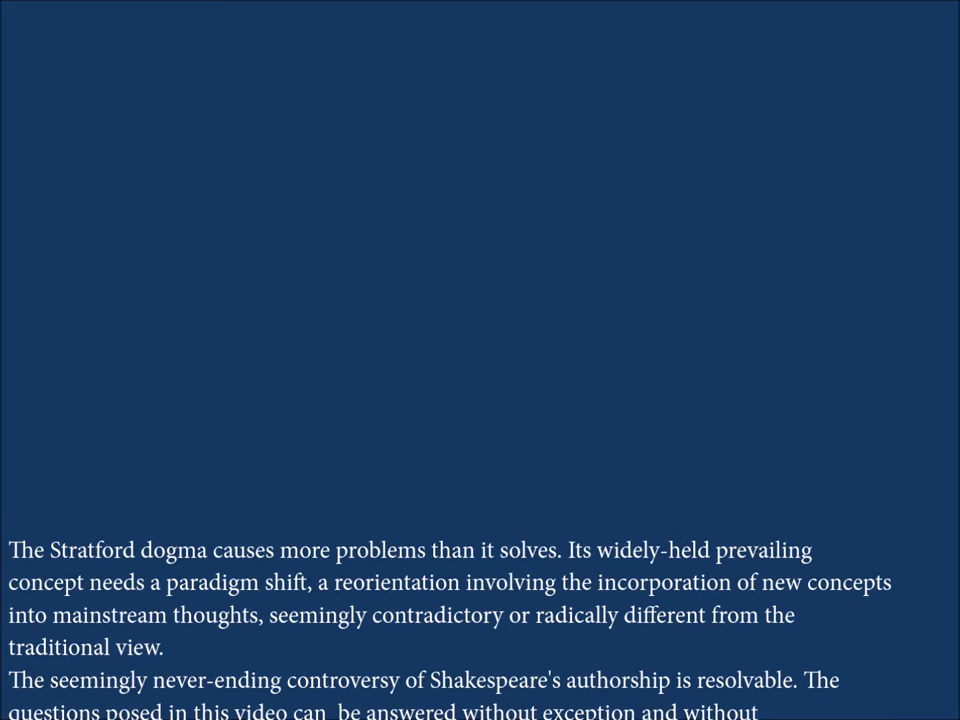 The Stratford dogma causes more problems than it solves. Its widely-held prevailing
concept needs a paradigm shift, a reorientation involving the incorporation of new concepts
into mainstream thoughts, seemingly contradictory or radically different from the
traditional view.
The seemingly never-ending controversy of Shakespeare's authorship is resolvable. The
questions posed in this video can  be answered without exception and without